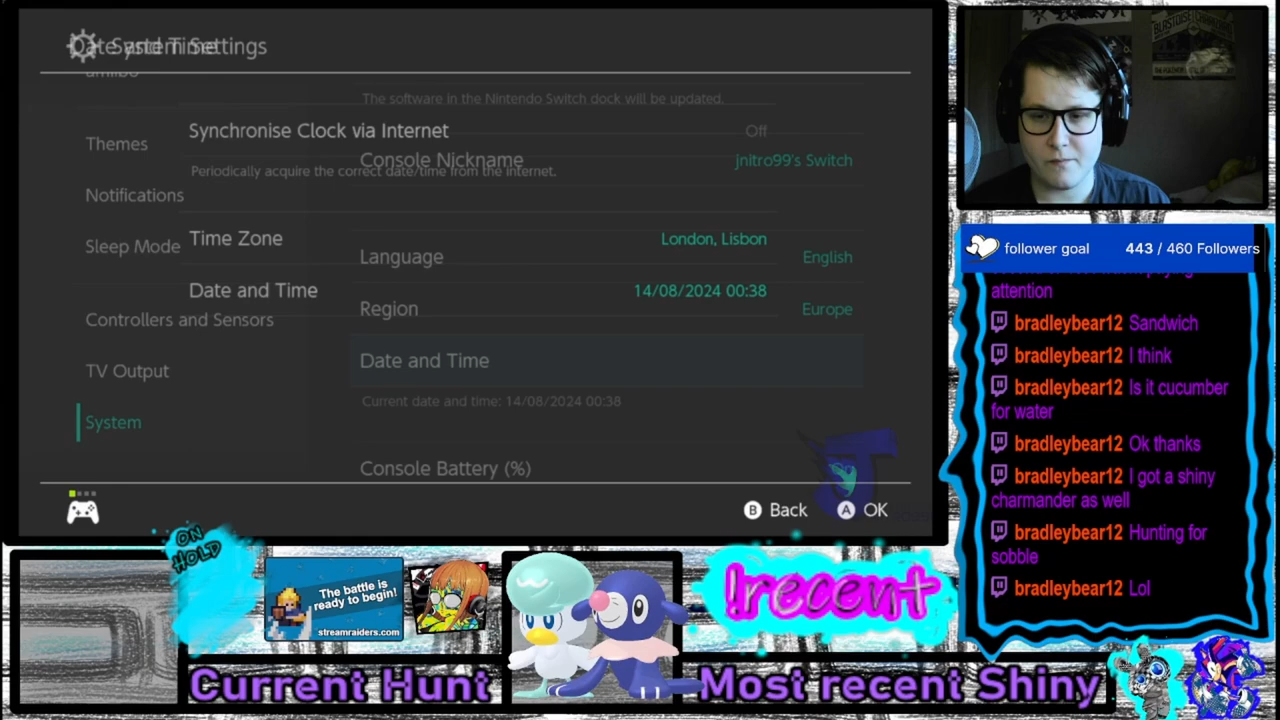 Date and Time
System Settings
amiibo
The software in the Nintendo Switch dock will be updated.
Synchronise Clock via Internet
Off
Console Nickname
jnitro99's Switch
Periodically acquire the correct date/time from the internet.
Themes
Notifications
Sleep Mode
Time Zone
London, Lisbon
Language
English
Date and Time
14/08/2024 00:38
Region
Europe
Controllers and Sensors
Date and Time
TV Output
Current date and time: 14/08/2024 00:38
System
Console Battery (%)
B Back
A OK
follower goal
443 / 460 Followers
attention
bradleybear12 Sandwich
bradleybear12 I think
bradleybear12 Is it cucumber
for water
bradleybear12 Ok thanks
bradleybear12 I got a shiny
charmander as well
bradleybear12 Hunting for
sobble
bradleybear12 Lol
BLASTOISE
ON
HOLD
The battle is
ready to begin!
streamraiders.com
!recent
Current Hunt
Most recent Shiny